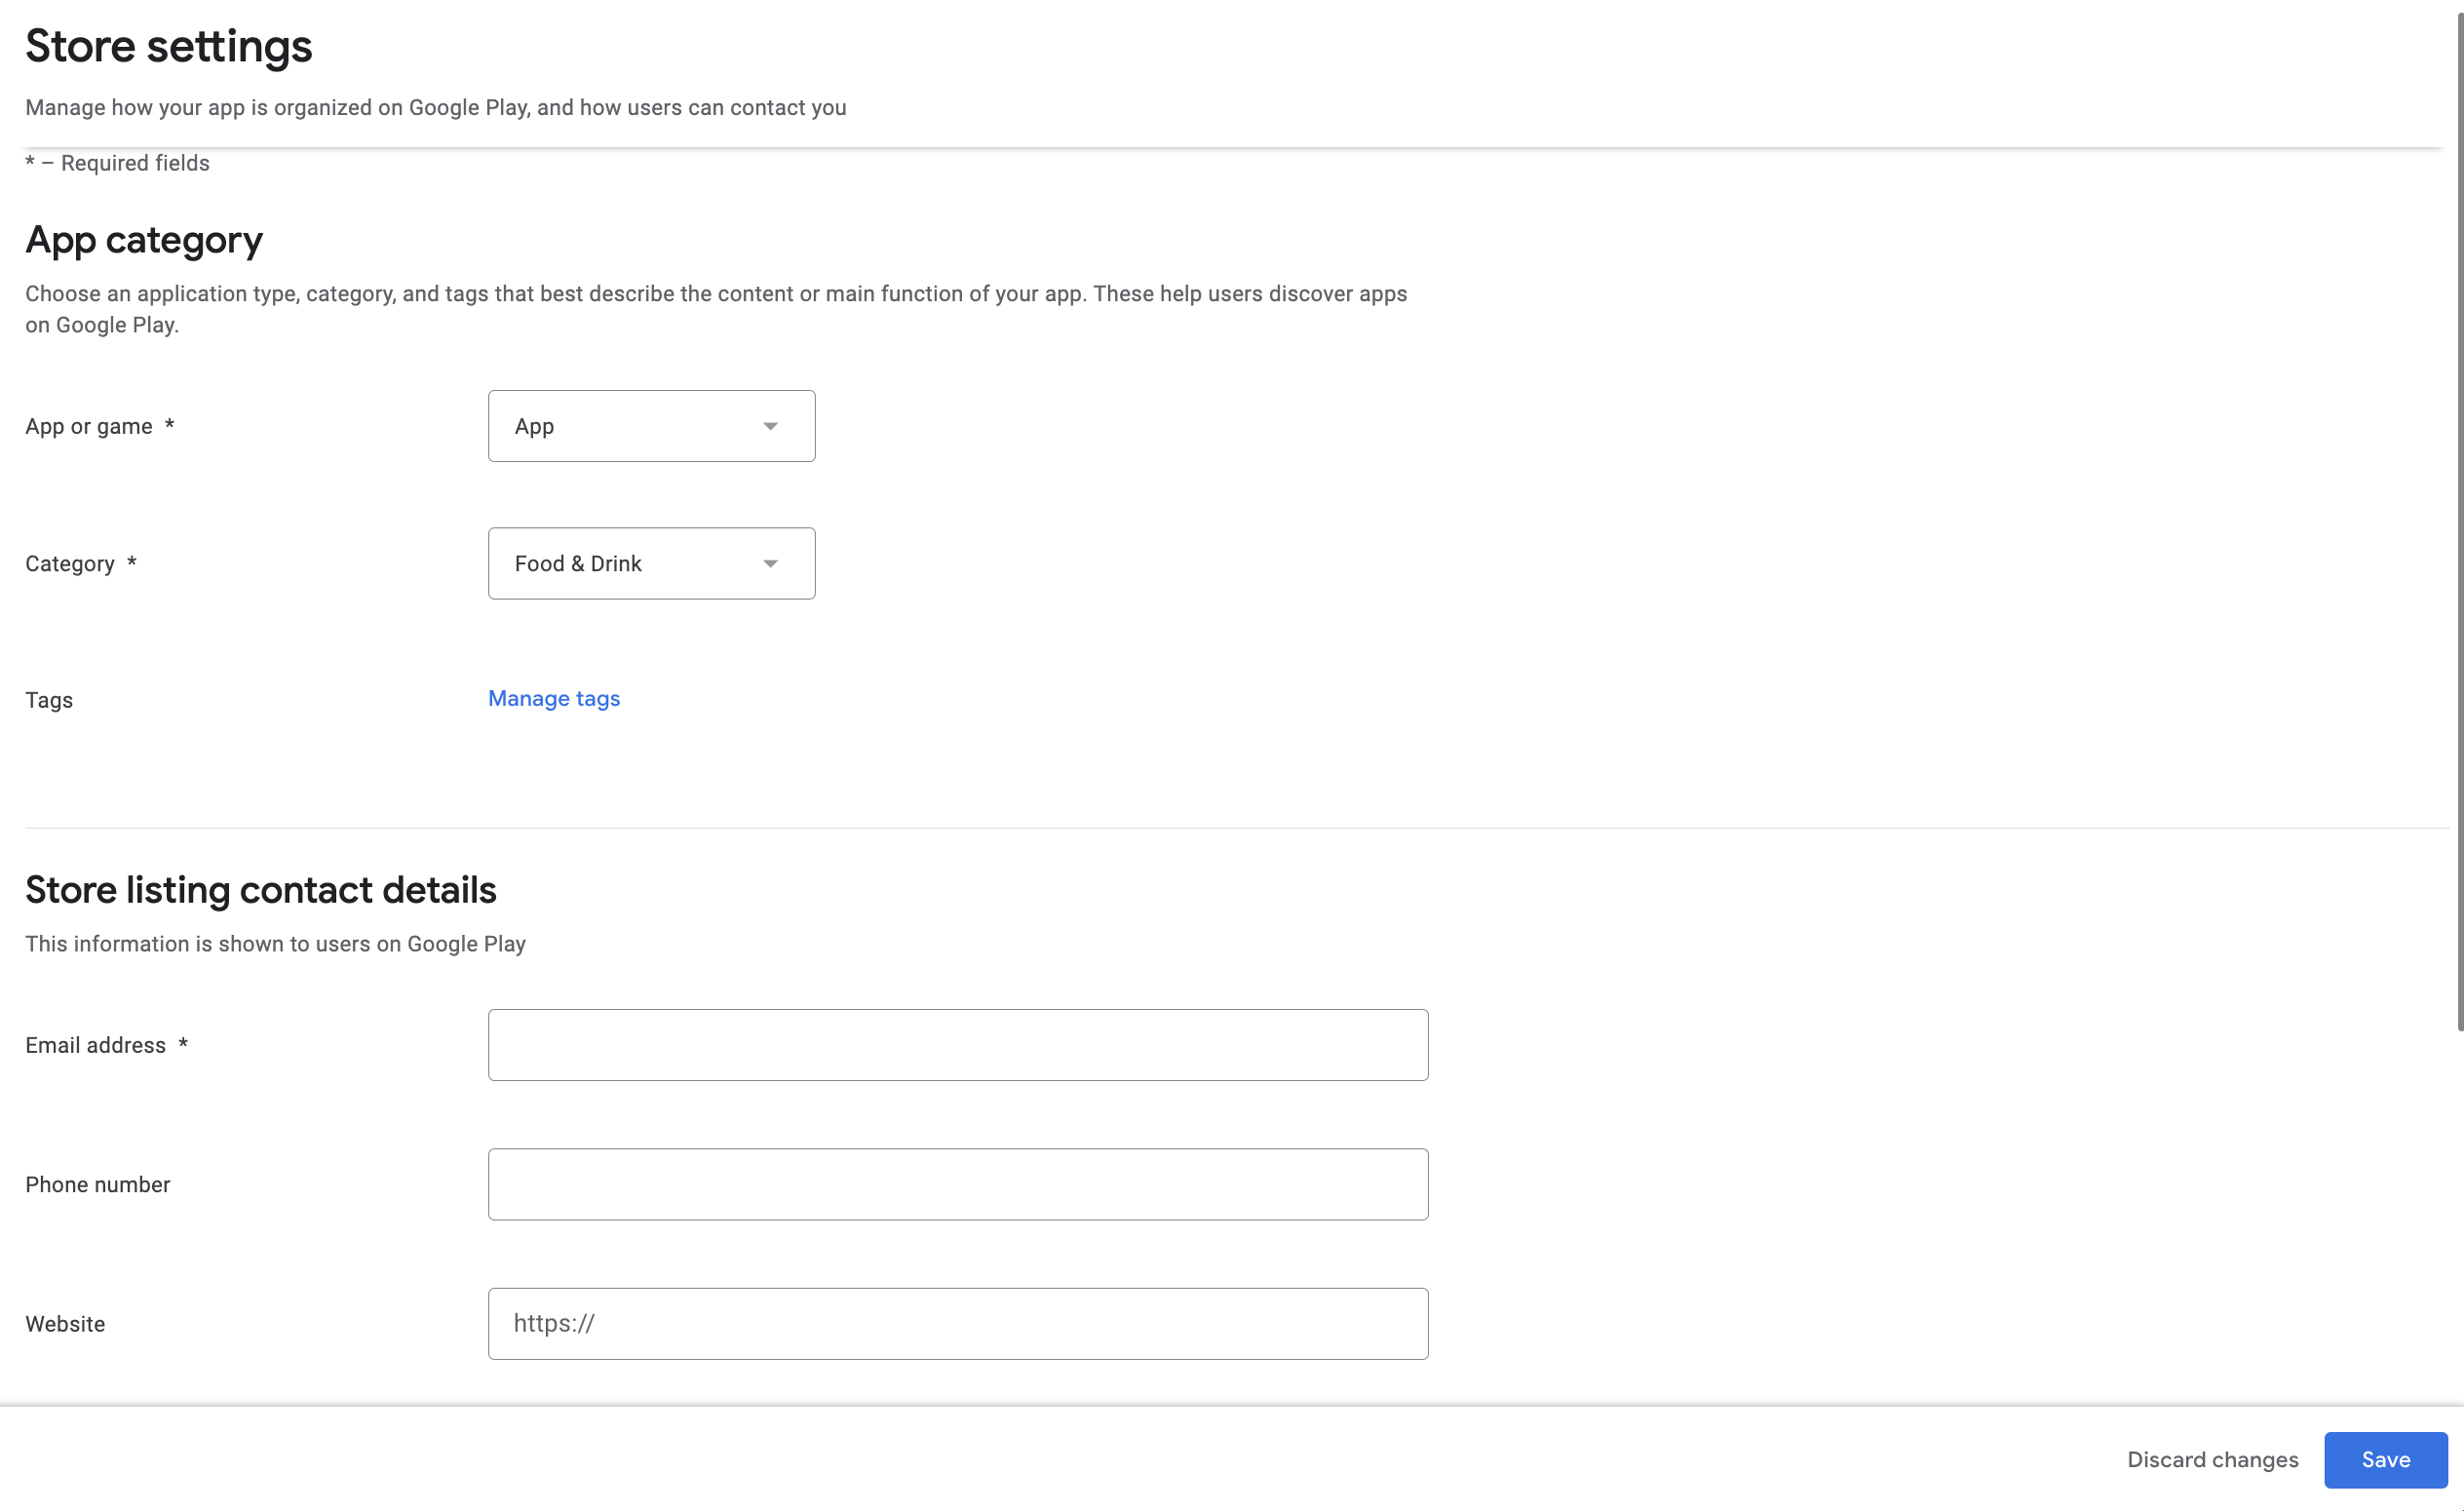 Store settings
Manage how your app is organized on Google Play, and how users can contact you
* – Required fields
App category
Choose an application type, category, and tags that best describe the content or main function of your app. These help users discover apps
on Google Play.
App or game *
App
Category *
Food & Drink
Tags
Manage tags
Store listing contact details
This information is shown to users on Google Play
Email address *
Phone number
Website
https://
Discard changes
Save